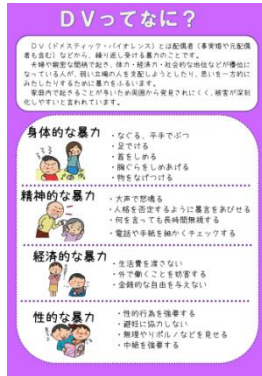 DVってなに？
DV（ドメスティック・バイオレンス）とは配偶者（事実婚や元配偶
者も含む）などから、繰り返し受ける暴力のことです。
夫婦や親密な間柄で起き、体力・経済力・社会的な地位などが優位に
なっている人が、弱い立場の人を支配しようとしたり、思いを一方的に
みたしたりするために暴力をふるいます。
家庭内で起きることが多いため周囲から発見されにくく、被害が深刻
化しやすいと言われています。
身体的な暴力
・なぐる、平手でぶつ
・足でける
・首をしめる
・胸ぐらをしめあげる
・物をなげつける
精神的な暴力
・大声で怒鳴る
・人格を否定するように暴言をあびせる
・何を言っても長時間無視する
・電話や手紙を細かくチェックする
経済的な暴力
・生活費を渡さない
・外で働くことを妨害する
・金銭的な自由を与えない
性的な暴力
・性的行為を強要する
・避妊に協力しない
・無理やりポルノなどを見せる
・中絶を強要する